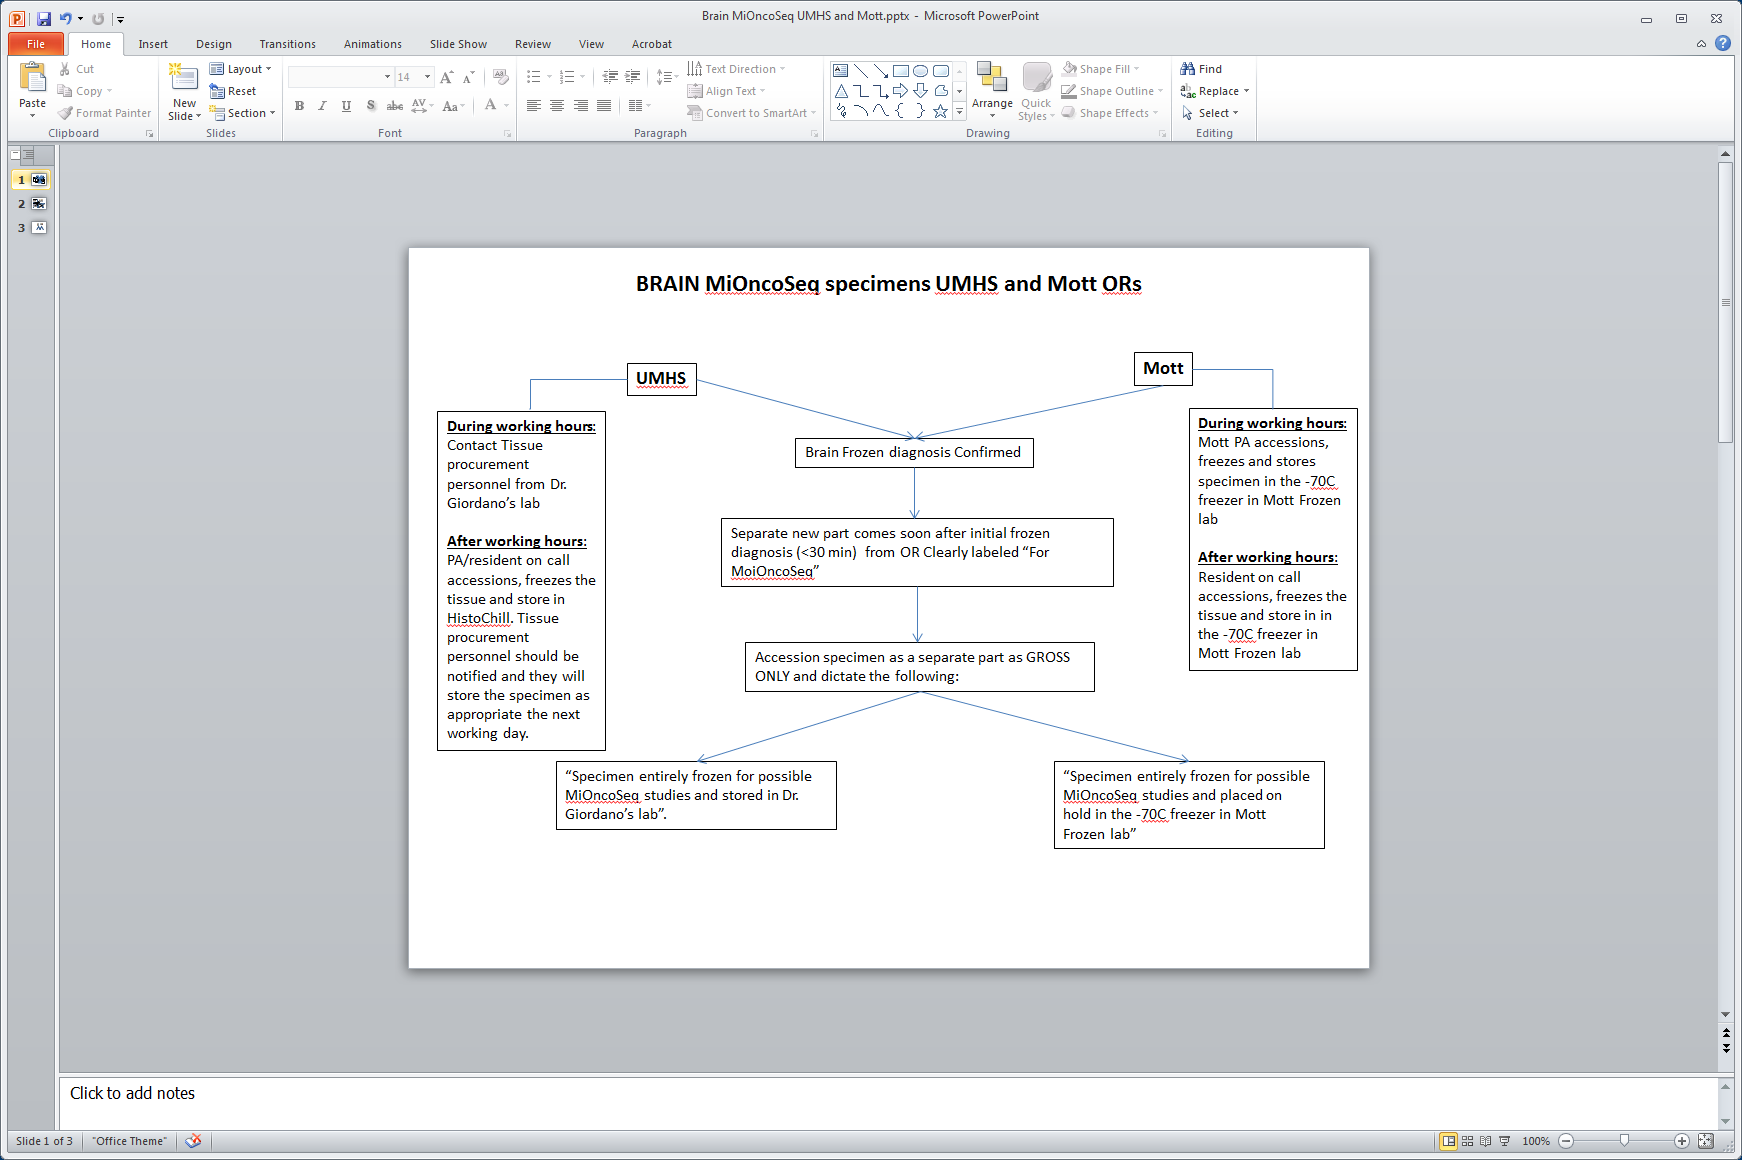 Brain MiOncoSeq UMHS and Mott.pptx - Microsoft PowerPoint
File Home Insert Design Transitions Animations Slide Show Review View Acrobat
Paste
Cut
Copy
Format Painter
Clipboard
New Slide
Layout
Reset
Section
Slides
14
B I U S abc AV Aa A
Font
Text Direction
Align Text
Convert to SmartArt
Paragraph
Arrange
Quick Styles
Shape Fill
Shape Outline
Shape Effects
Drawing
Find
Replace
Select
Editing
1
2
3
BRAIN MiOncoSeq specimens UMHS and Mott ORs
UMHS
Mott
During working hours:
Contact Tissue
procurement
personnel from Dr.
Giordano’s lab
After working hours:
PA/resident on call
accessions, freezes the
tissue and store in
HistoChill. Tissue
procurement
personnel should be
notified and they will
store the specimen as
appropriate the next
working day.
Brain Frozen diagnosis Confirmed
Separate new part comes soon after initial frozen
diagnosis (<30 min) from OR Clearly labeled “For
MoiOncoSeq”
Accession specimen as a separate part as GROSS
ONLY and dictate the following:
During working hours:
Mott PA accessions,
freezes and stores
specimen in the -70C
freezer in Mott Frozen
lab
After working hours:
Resident on call
accessions, freezes the
tissue and store in in
the -70C freezer in
Mott Frozen lab
“Specimen entirely frozen for possible
MiOncoSeq studies and stored in Dr.
Giordano’s lab”.
“Specimen entirely frozen for possible
MiOncoSeq studies and placed on
hold in the -70C freezer in Mott
Frozen lab”
Click to add notes
Slide 1 of 3 "Office Theme" 100%